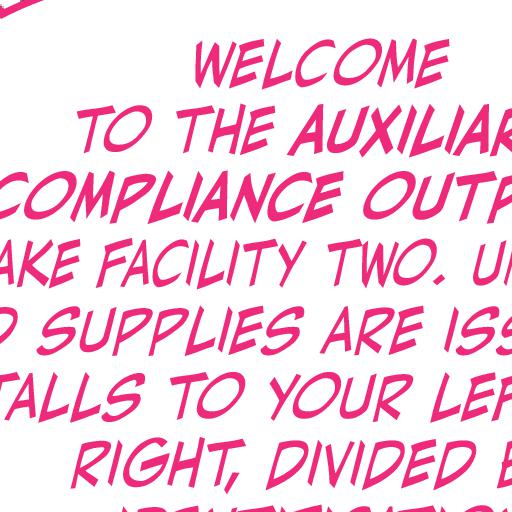 WELCOME
TO THE AUXILIAR
COMPLIANCE OUTP
AKE FACILITY TWO. U
SUPPLIES ARE ISS
TALLS TO YOUR LEF
RIGHT, DIVIDED B